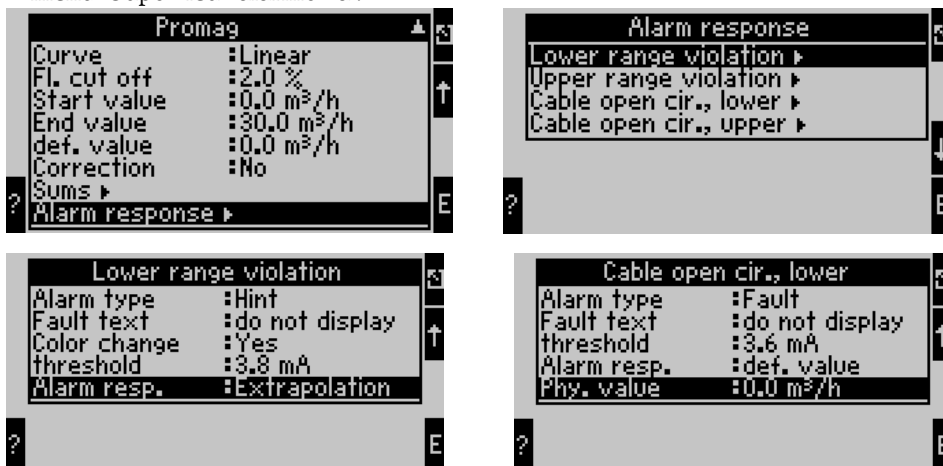 Promag
Curve :Linear
Fl. cut off :2.0 %
Start value :0.0 m³/h
End value :30.0 m³/h
def. value :0.0 m³/h
Correction :No
Sums ▸
Alarm response ▸
? E
Alarm response
Lower range violation ▸
Upper range violation ▸
Cable open cir., lower ▸
Cable open cir., upper ▸
? E
Lower range violation
Alarm type :Hint
Fault text :do not display
Color change :Yes
threshold :3.8 mA
Alarm resp. :Extrapolation
? E
Cable open cir., lower
Alarm type :Fault
Fault text :do not display
threshold :3.6 mA
Alarm resp. :def. value
Phy. value :0.0 m³/h
? E